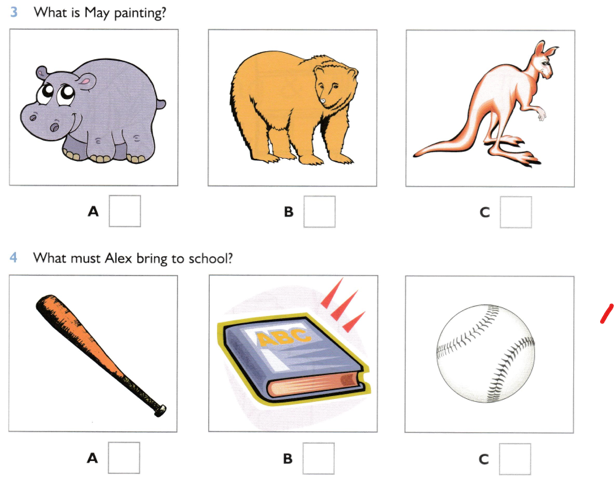 3 What is May painting?
A B C
4 What must Alex bring to school?
ABC
A B C